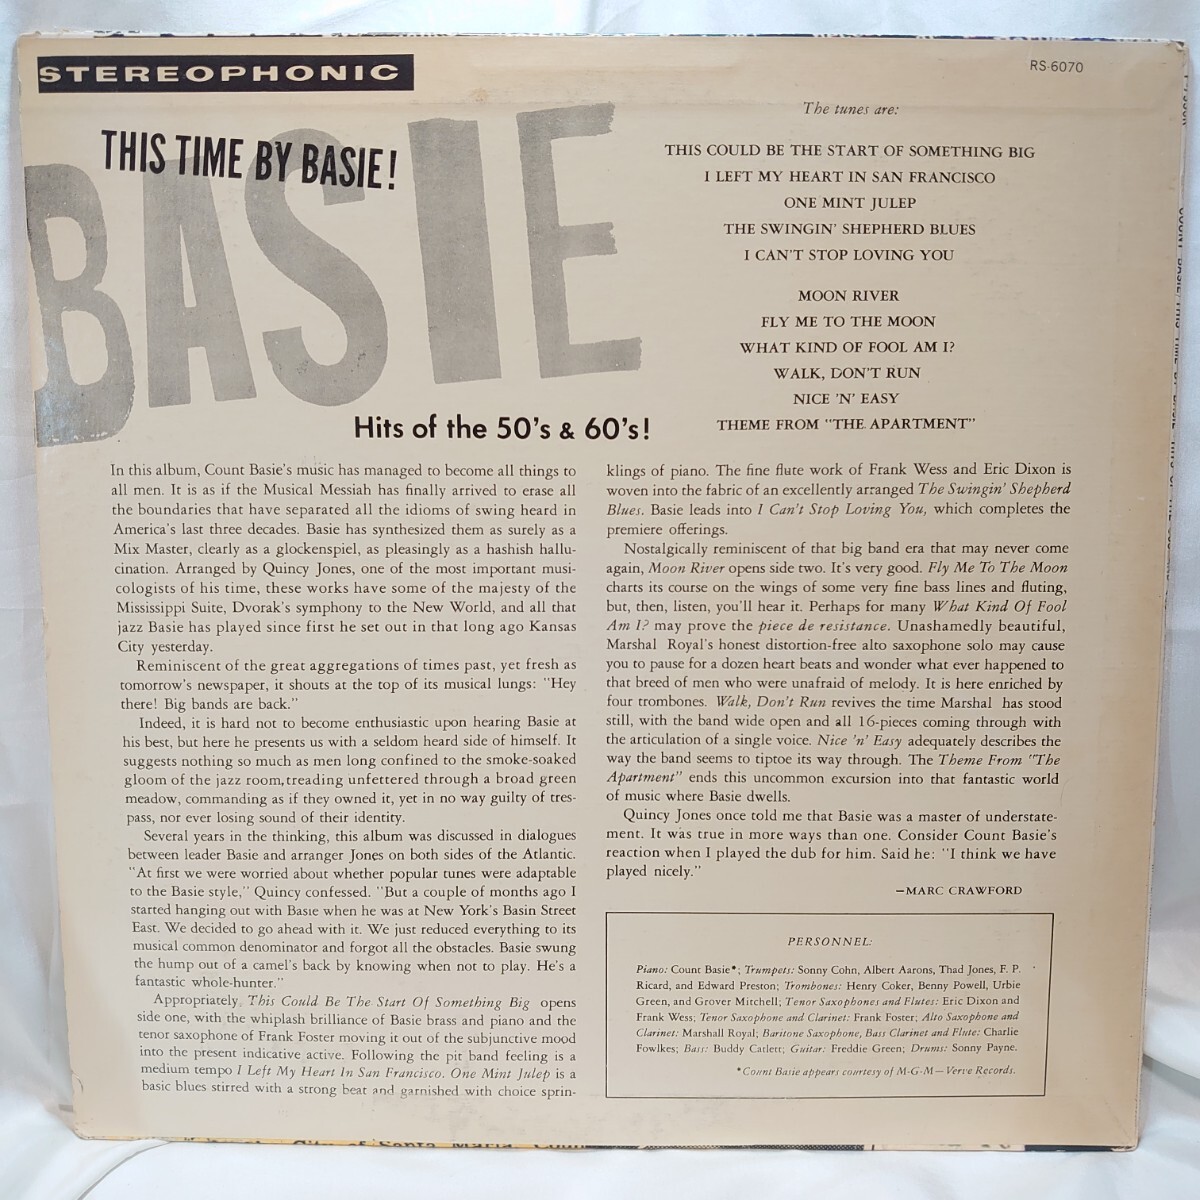 STEREOPHONIC
RS-6070
THIS TIME BY BASIE!
BASIE
Hits of the 50's & 60's!
The tunes are:
THIS COULD BE THE START OF SOMETHING BIG
I LEFT MY HEART IN SAN FRANCISCO
ONE MINT JULEP
THE SWINGIN' SHEPHERD BLUES
I CAN'T STOP LOVING YOU
MOON RIVER
FLY ME TO THE MOON
WHAT KIND OF FOOL AM I?
WALK, DON'T RUN
NICE 'N' EASY
THEME FROM "THE APARTMENT"
In this album, Count Basie's music has managed to become all things to
all men. It is as if the Musical Messiah has finally arrived to erase all
the boundaries that have separated all the idioms of swing heard in
America's last three decades. Basie has synthesized them as surely as a
Mix Master, clearly as a glockenspiel, as pleasingly as a hashish hallu-
cination. Arranged by Quincy Jones, one of the most important musi-
cologists of his time, these works have some of the majesty of the
Mississippi Suite, Dvorak's symphony to the New World, and all that
jazz Basie has played since first he set out in that long ago Kansas
City yesterday.
Reminiscent of the great aggregations of times past, yet fresh as
tomorrow's newspaper, it shouts at the top of its musical lungs: "Hey
there! Big bands are back."
Indeed, it is hard not to become enthusiastic upon hearing Basie at
his best, but here he presents us with a seldom heard side of himself. It
suggests nothing so much as men long confined to the smoke-soaked
gloom of the jazz room, treading unfettered through a broad green
meadow, commanding as if they owned it, yet in no way guilty of tres-
pass, nor ever losing sound of their identity.
Several years in the thinking, this album was discussed in dialogues
between leader Basie and arranger Jones on both sides of the Atlantic.
"At first we were worried about whether popular tunes were adaptable
to the Basie style," Quincy confessed. "But a couple of months ago I
started hanging out with Basie when he was at New York's Basin Street
East. We decided to go ahead with it. We just reduced everything to its
musical common denominator and forgot all the obstacles. Basie swung
the hump out of a camel's back by knowing when not to play. He's a
fantastic whole-hunter."
Appropriately, This Could Be The Start Of Something Big opens
side one, with the whiplash brilliance of Basie brass and piano and the
tenor saxophone of Frank Foster moving it out of the subjunctive mood
into the present indicative active. Following the pit band feeling is a
medium tempo I Left My Heart In San Francisco. One Mint Julep is a
basic blues stirred with a strong beat and garnished with choice sprin-
klings of piano. The fine flute work of Frank Wess and Eric Dixon is
woven into the fabric of an excellently arranged The Swingin' Shepherd
Blues. Basie leads into I Can't Stop Loving You, which completes the
premiere offerings.
Nostalgically reminiscent of that big band era that may never come
again, Moon River opens side two. It's very good. Fly Me To The Moon
charts its course on the wings of some very fine bass lines and fluting,
but, then, listen, you'll hear it. Perhaps for many What Kind Of Fool
Am I? may prove the piece de resistance. Unashamedly beautiful,
Marshal Royal's honest distortion-free alto saxophone solo may cause
you to pause for a dozen heart beats and wonder what ever happened to
that breed of men who were unafraid of melody. It is here enriched by
four trombones. Walk, Don't Run revives the time Marshal has stood
still, with the band wide open and all 16-pieces coming through with
the articulation of a single voice. Nice 'n' Easy adequately describes the
way the band seems to tiptoe its way through. The Theme From "The
Apartment" ends this uncommon excursion into that fantastic world
of music where Basie dwells.
Quincy Jones once told me that Basie was a master of understate-
ment. It was true in more ways than one. Consider Count Basie's
reaction when I played the dub for him. Said he: "I think we have
played nicely."
—MARC CRAWFORD
PERSONNEL:
Piano: Count Basie*; Trumpets: Sonny Cohn, Albert Aarons, Thad Jones, F. P.
Ricard, and Edward Preston; Trombones: Henry Coker, Benny Powell, Urbie
Green, and Grover Mitchell; Tenor Saxophones and Flutes: Eric Dixon and
Frank Wess; Tenor Saxophone and Clarinet: Frank Foster; Alto Saxophone and
Clarinet: Marshall Royal; Baritone Saxophone, Bass Clarinet and Flute: Charlie
Fowlkes; Bass: Buddy Catlett; Guitar: Freddie Green; Drums: Sonny Payne.
*Count Basie appears courtesy of M-G-M—Verve Records.